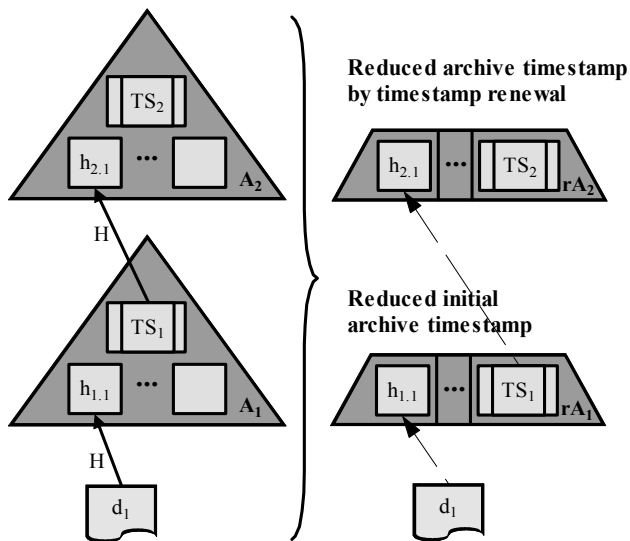 TS2
h2.1 ...
A2
H
TS1
h1.1 ...
A1
H
d1
Reduced archive timestamp
by timestamp renewal
h2.1 ... TS2
rA2
Reduced initial
archive timestamp
h1.1 ... TS1
rA1
d1